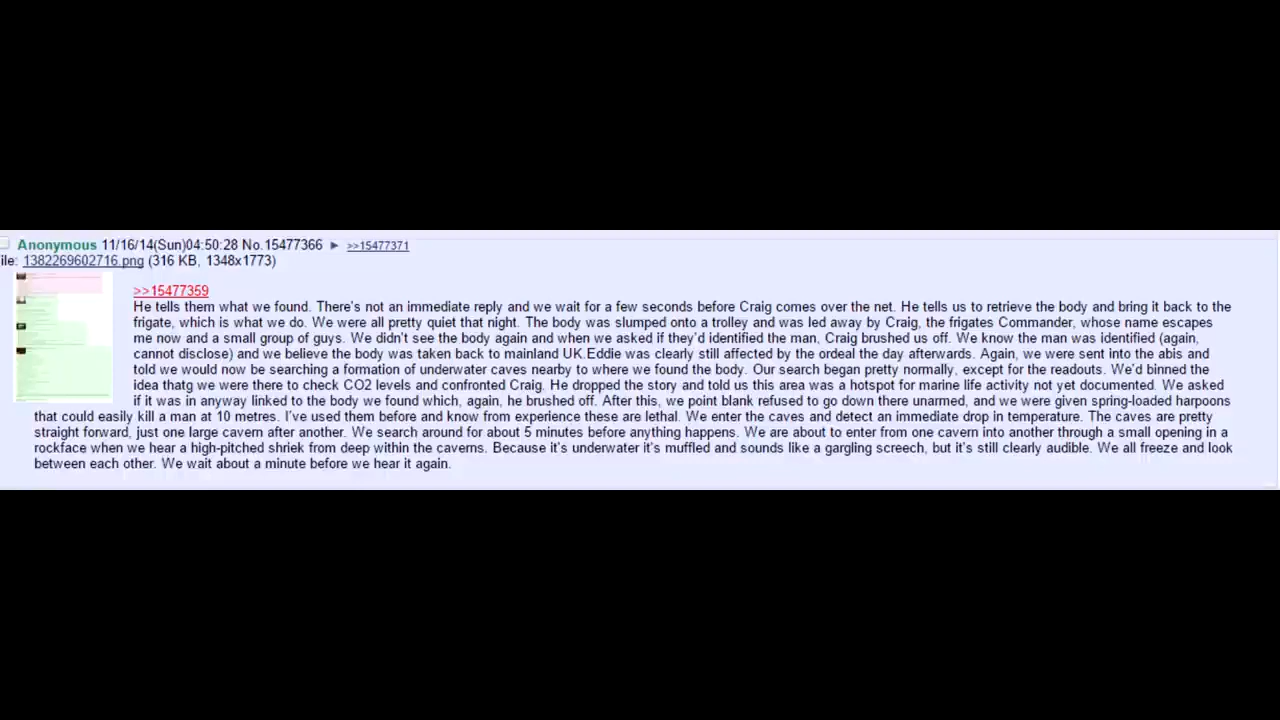 Anonymous 11/16/14(Sun)04:50:28 No.15477366 ► >>15477371
ile: 1382269602716.png (316 KB, 1348x1773)
>>15477359
He tells them what we found. There's not an immediate reply and we wait for a few seconds before Craig comes over the net. He tells us to retrieve the body and bring it back to the
frigate, which is what we do. We were all pretty quiet that night. The body was slumped onto a trolley and was led away by Craig, the frigates Commander, whose name escapes
me now and a small group of guys. We didn't see the body again and when we asked if they'd identified the man, Craig brushed us off. We know the man was identified (again,
cannot disclose) and we believe the body was taken back to mainland UK.Eddie was clearly still affected by the ordeal the day afterwards. Again, we were sent into the abis and
told we would now be searching a formation of underwater caves nearby to where we found the body. Our search began pretty normally, except for the readouts. We'd binned the
idea thatg we were there to check CO2 levels and confronted Craig. He dropped the story and told us this area was a hotspot for marine life activity not yet documented. We asked
if it was in anyway linked to the body we found which, again, he brushed off. After this, we point blank refused to go down there unarmed, and we were given spring-loaded harpoons
that could easily kill a man at 10 metres. I've used them before and know from experience these are lethal. We enter the caves and detect an immediate drop in temperature. The caves are pretty
straight forward, just one large cavern after another. We search around for about 5 minutes before anything happens. We are about to enter from one cavern into another through a small opening in a
rockface when we hear a high-pitched shriek from deep within the caverns. Because it's underwater it's muffled and sounds like a gargling screech, but it's still clearly audible. We all freeze and look
between each other. We wait about a minute before we hear it again.